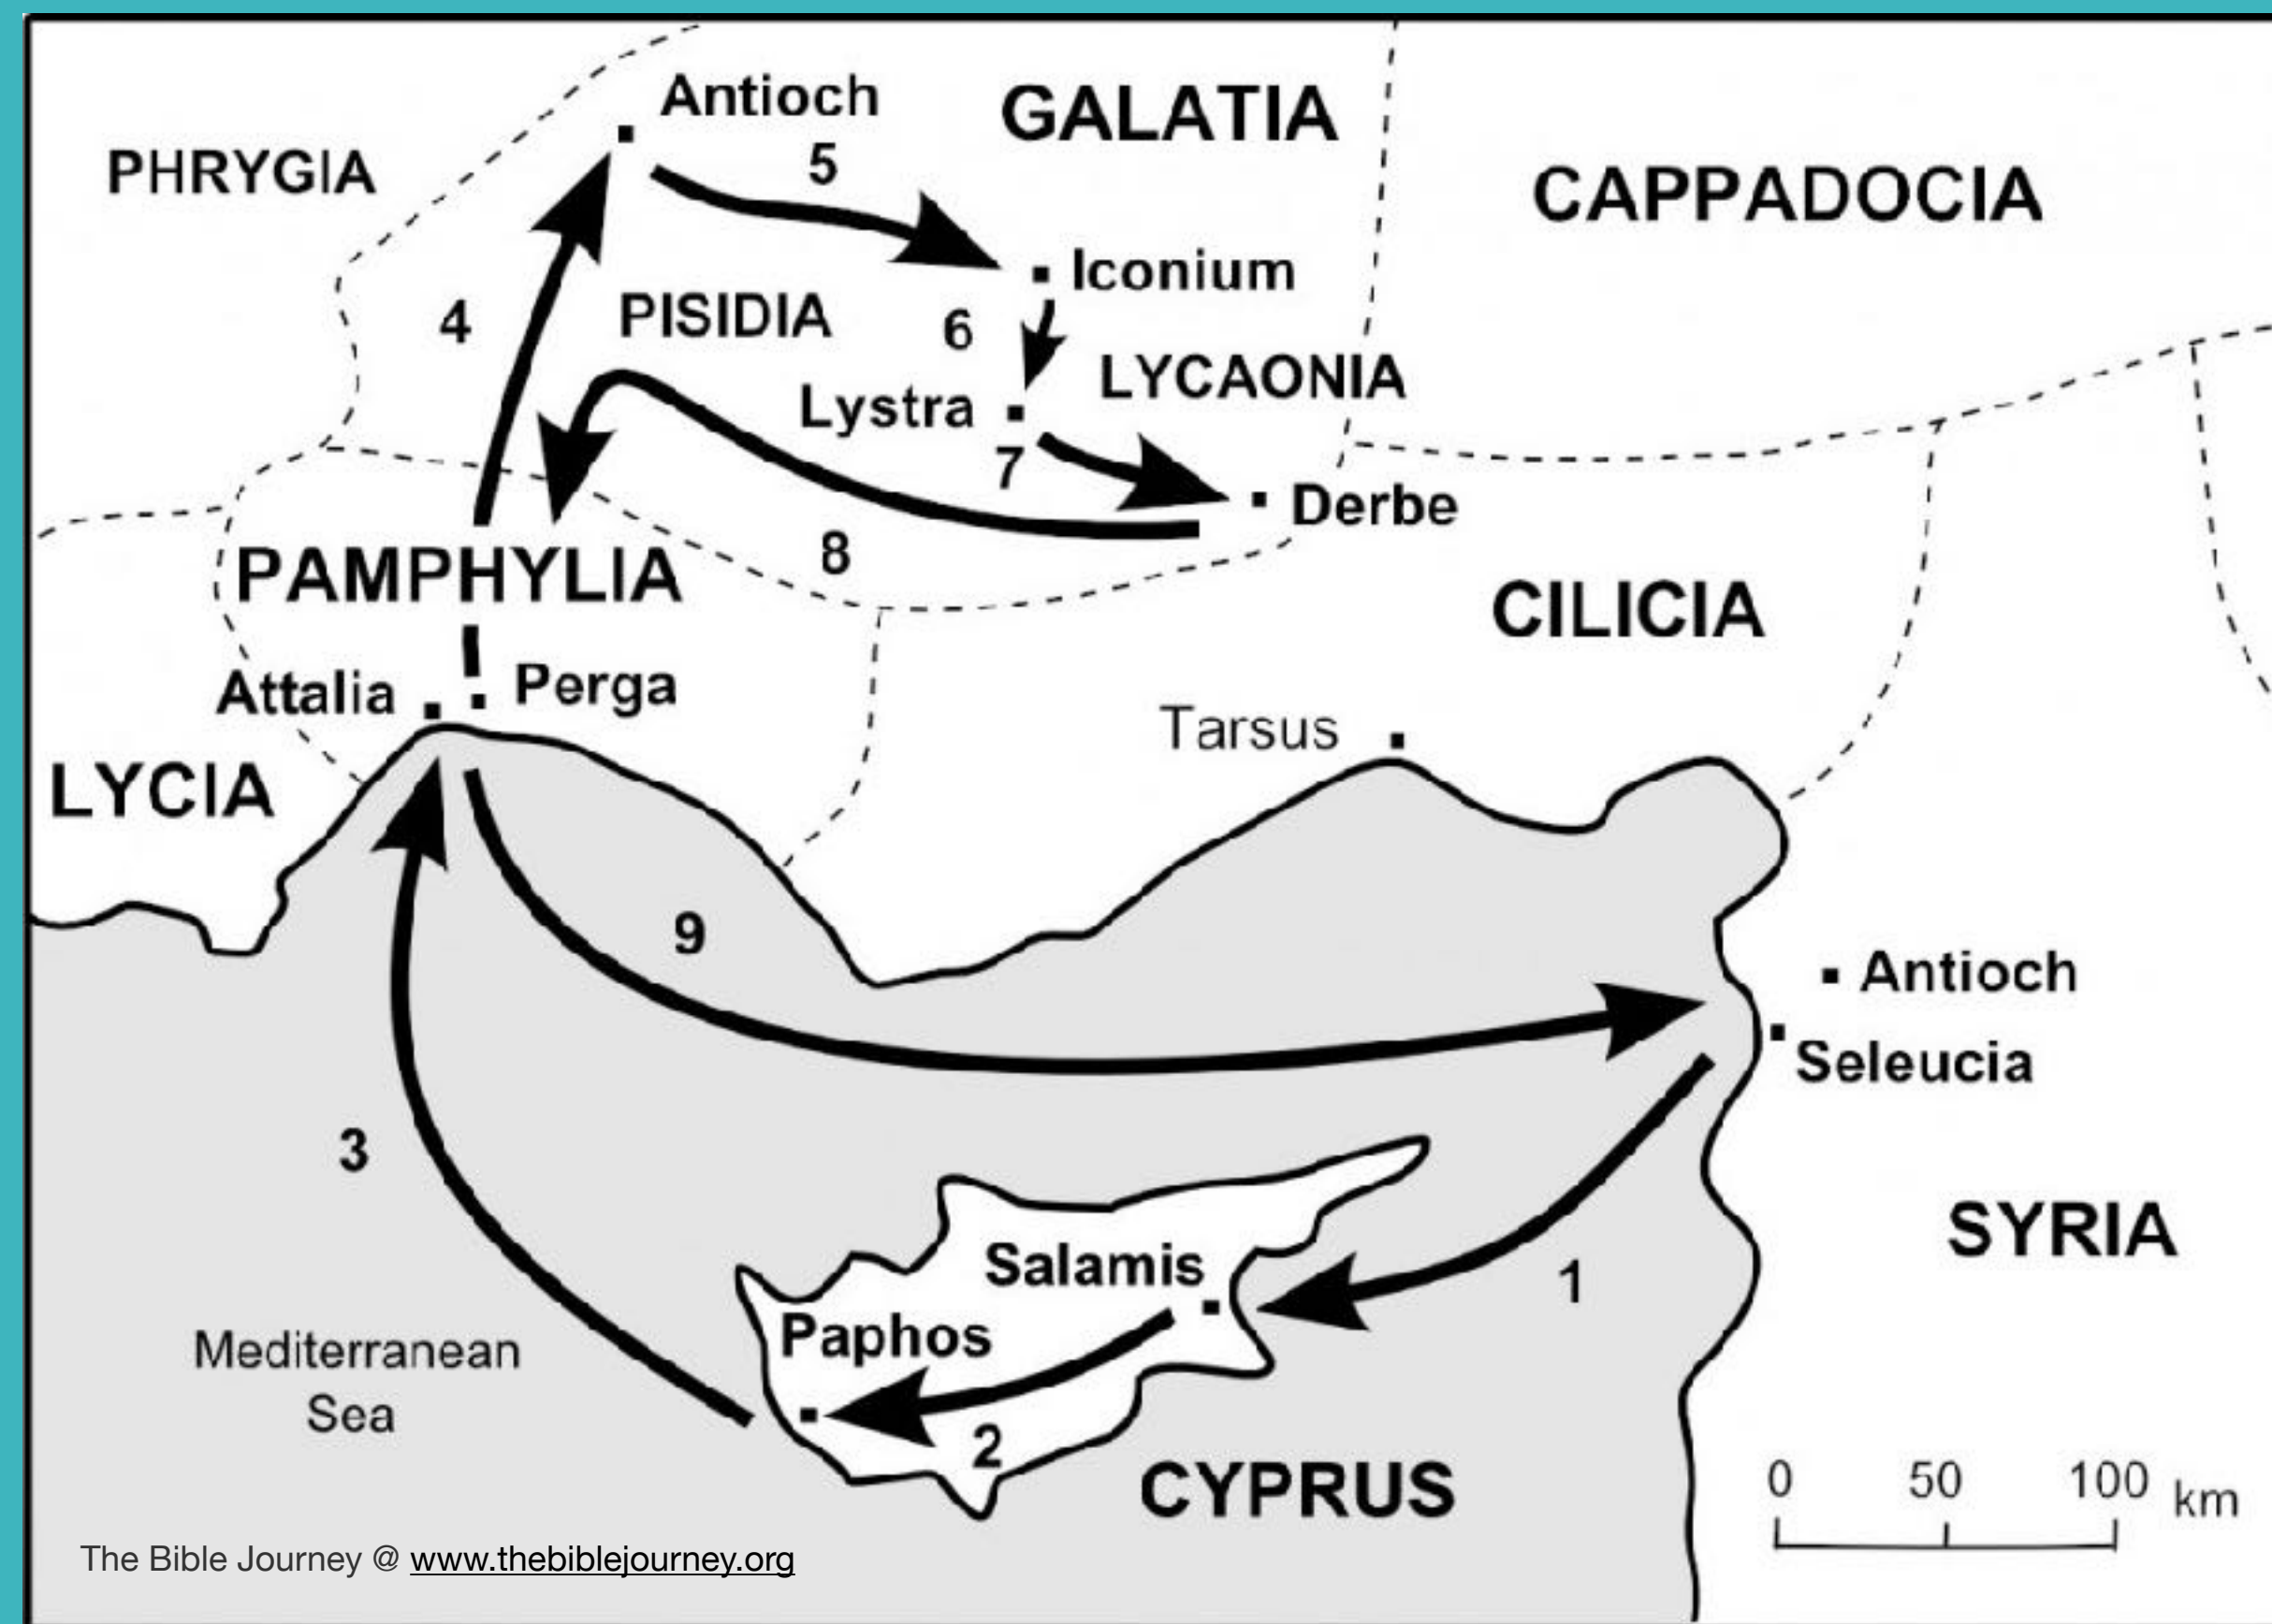 Antioch
GALATIA
PHRYGIA
5
CAPPADOCIA
Iconium
4
PISIDIA
6
LYCAONIA
Lystra
7
Derbe
8
PAMPHYLIA
CILICIA
Attalia
Perga
Tarsus
LYCIA
9
Antioch
Seleucia
3
SYRIA
Salamis
1
Paphos
Mediterranean
Sea
2
CYPRUS
0 50 100 km
The Bible Journey @ www.thebiblejourney.org